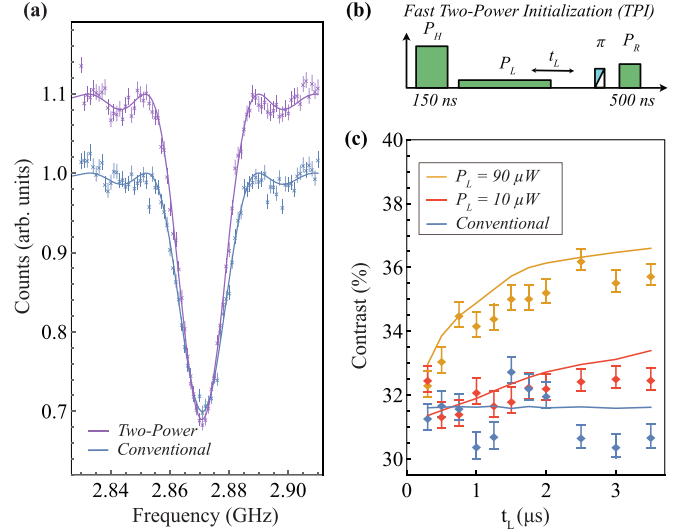 (a)
Counts (arb. units)
1.1
1.0
0.9
0.8
0.7
Two-Power
Conventional
2.84
2.86
2.88
2.90
Frequency (GHz)
(b)
Fast Two-Power Initialization (TPI)
P_H
P_L
t_L
π
P_R
150 ns
500 ns
(c)
Contrast (%)
40
38
36
35
33
32
30
P_L = 90 μW
P_L = 10 μW
Conventional
0
1
2
3
t_L (μs)